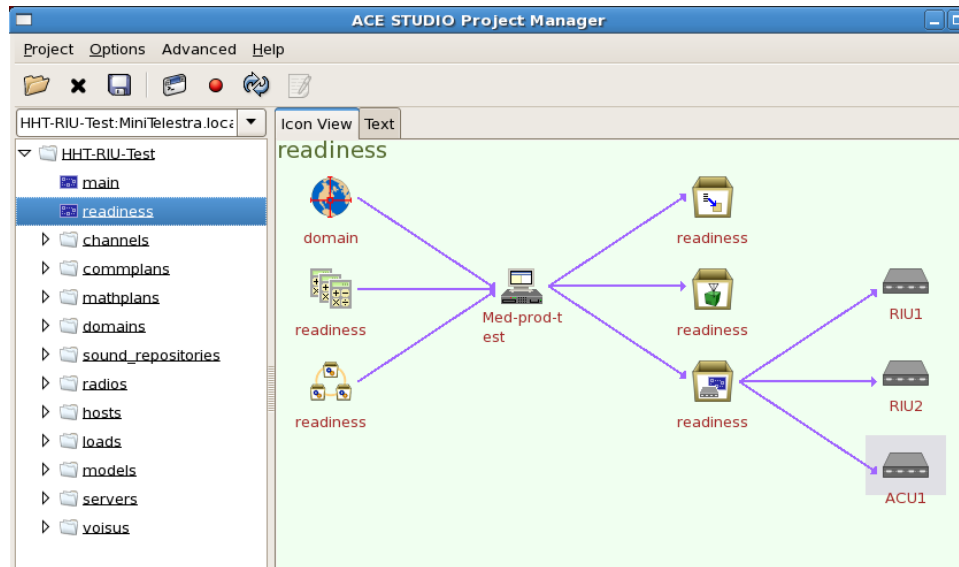 ACE STUDIO Project Manager
Project Options Advanced Help
HHT-RIU-Test:MiniTelestra.loca
Icon View Text
HHT-RIU-Test
main
readiness
channels
commplans
mathplans
domains
sound_repositories
radios
hosts
loads
models
servers
voisus
readiness
domain
readiness
readiness
readiness
Med-prod-t
est
readiness
RIU1
readiness
RIU2
readiness
ACU1